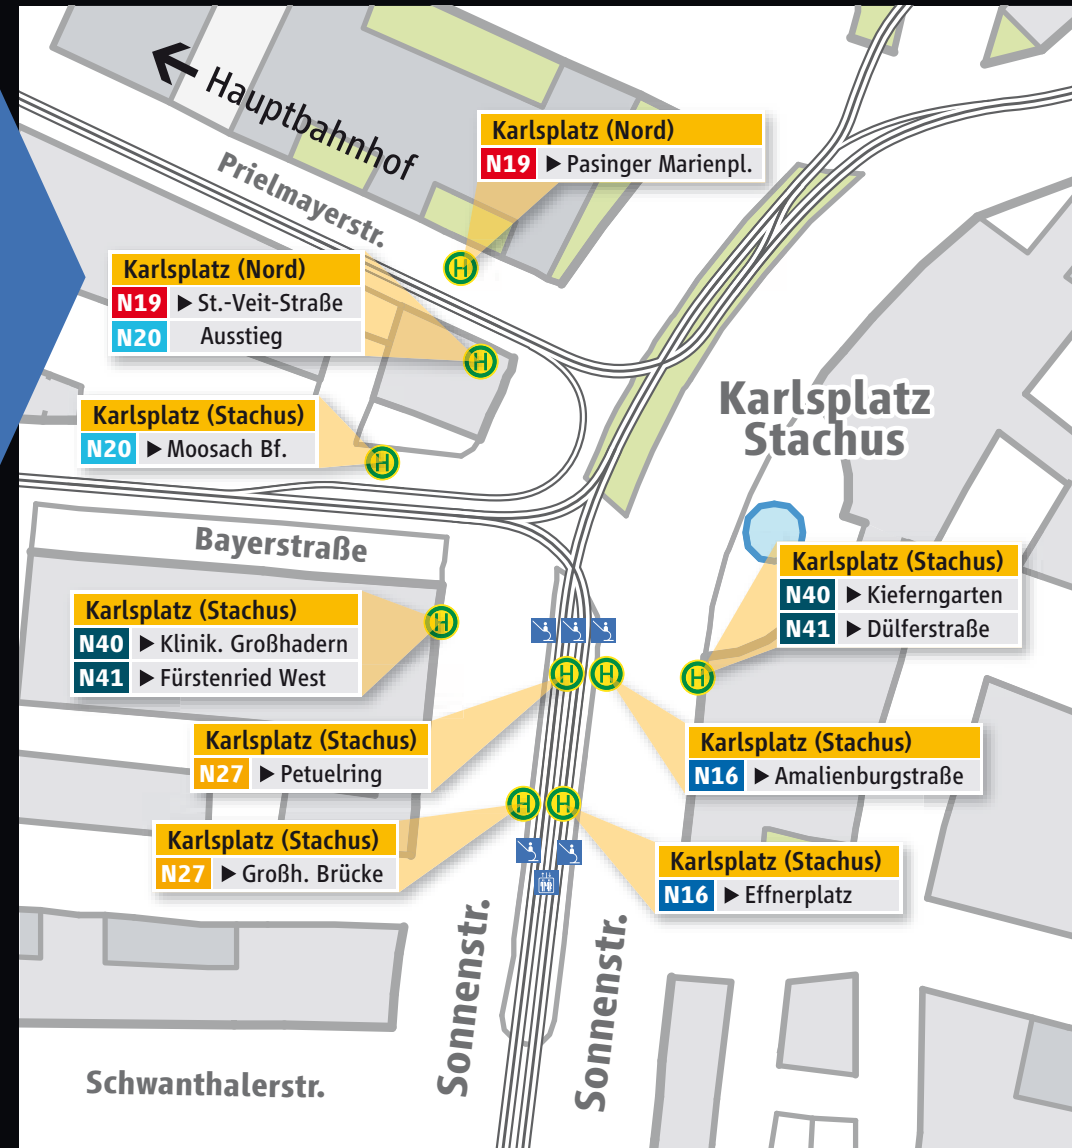 Hauptbahnhof
Prielmayerstr.
Karlsplatz (Nord)
N19 ▶ Pasinger Marienpl.
H
Karlsplatz (Nord)
N19 ▶ St.-Veit-Straße
N20 Ausstieg
H
Karlsplatz
Stachus
Karlsplatz (Stachus)
N20 ▶ Moosach Bf.
H
Bayerstraße
Karlsplatz (Stachus)
N40 ▶ Kieferngarten
N41 ▶ Dülferstraße
H
Karlsplatz (Stachus)
N40 ▶ Klinik. Großhadern
N41 ▶ Fürstenried West
H
H
H
Karlsplatz (Stachus)
N27 ▶ Petuelring
Karlsplatz (Stachus)
N16 ▶ Amalienburgstraße
H
H
Karlsplatz (Stachus)
N27 ▶ Großh. Brücke
Karlsplatz (Stachus)
N16 ▶ Effnerplatz
Sonnenstr.
Sonnenstr.
Schwanthalerstr.